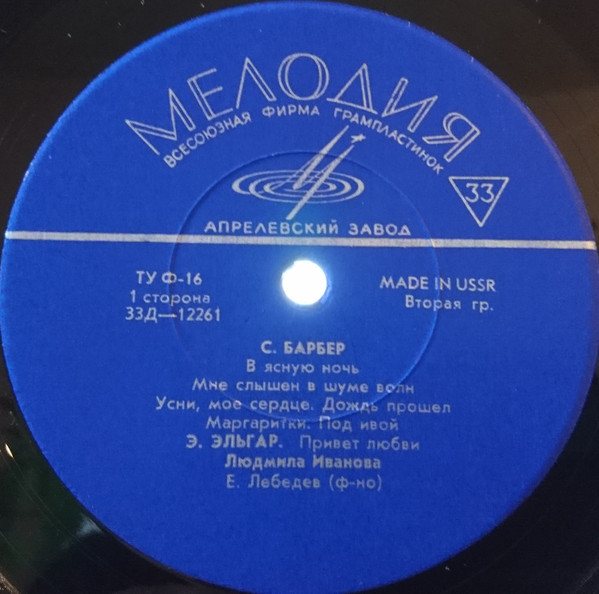 МЕЛОДИЯ
ВСЕСОЮЗНАЯ ФИРМА ГРАМПЛАСТИНОК
33
АПРЕЛЕВСКИЙ ЗАВОД
ТУ Ф-16
MADE IN USSR
1 сторона
Вторая гр.
33Д—12261
С. БАРБЕР
В ясную ночь
Мне слышен в шуме волн
Усни, мое сердце. Дождь прошел
Маргаритки. Под ивой
Э. ЭЛЬГАР. Привет любви
Людмила Иванова
Е. Лебедев (ф-но)